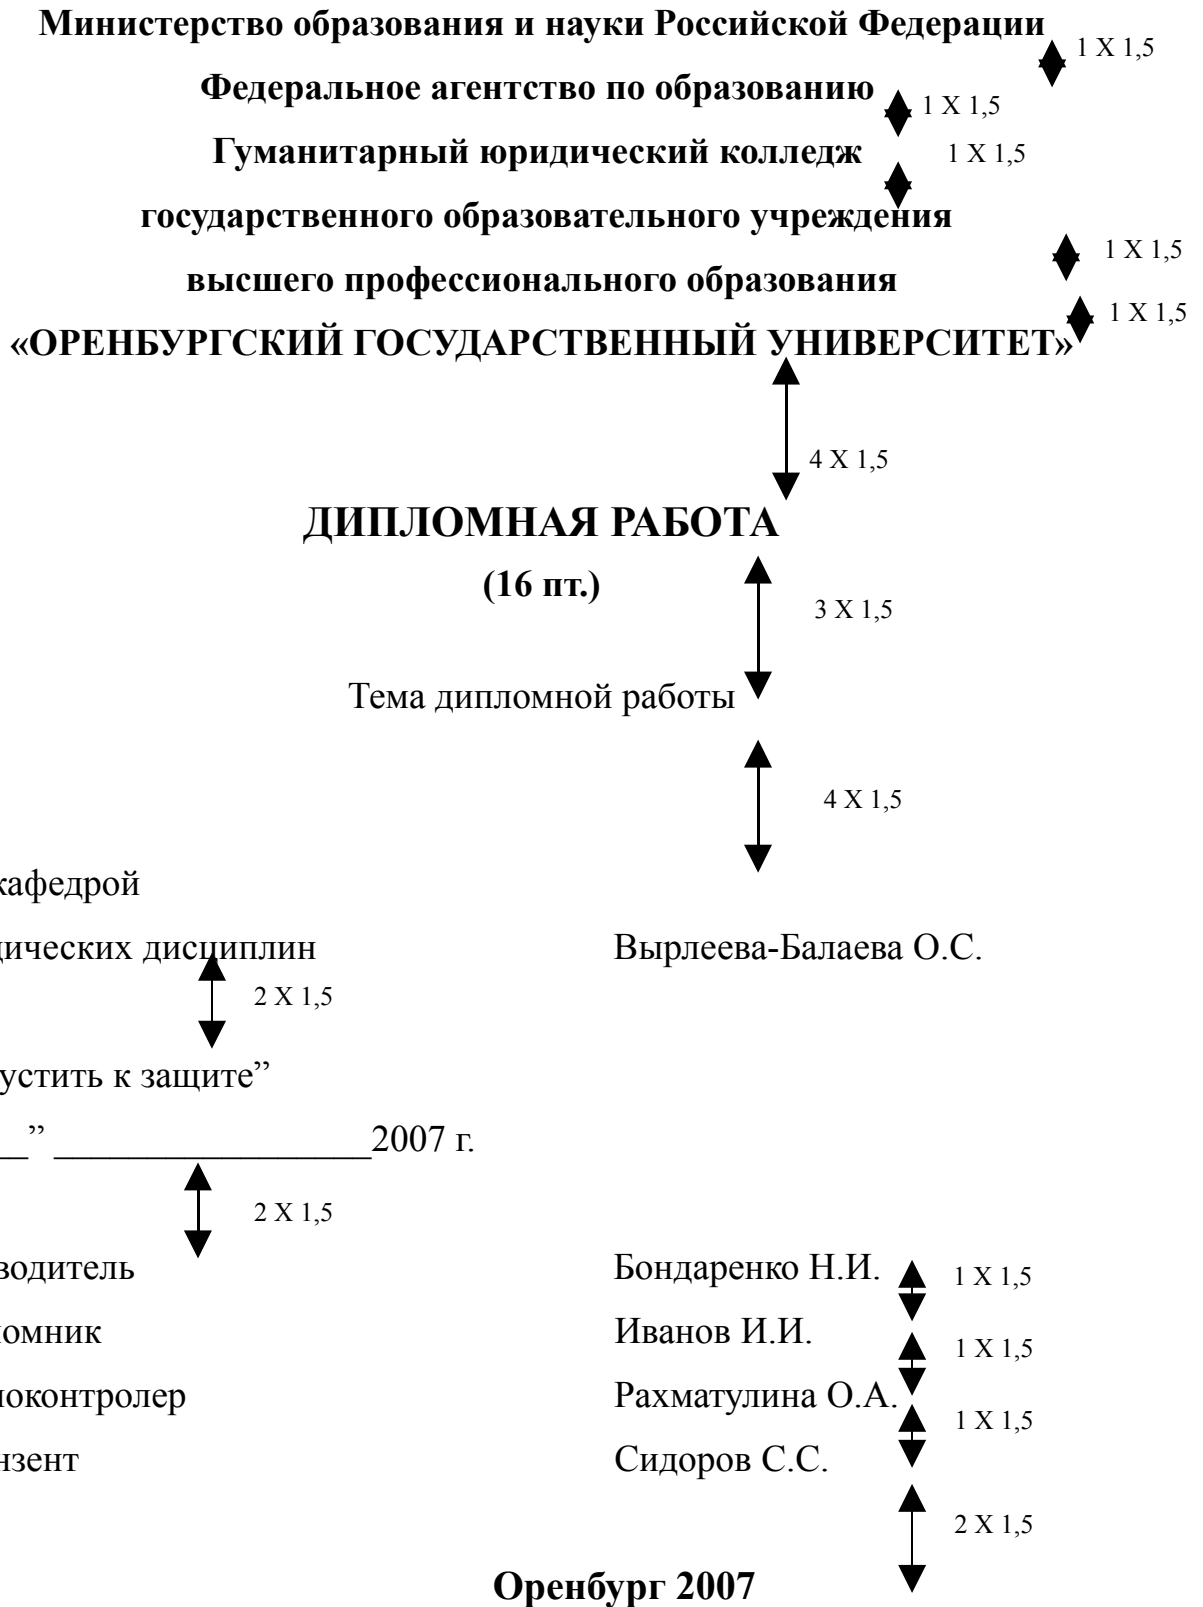 Министерство образования и науки Российской Федерации
1 Х 1,5
Федеральное агентство по образованию
1 Х 1,5
Гуманитарный юридический колледж
1 Х 1,5
государственного образовательного учреждения
1 Х 1,5
высшего профессионального образования
1 Х 1,5
«ОРЕНБУРГСКИЙ ГОСУДАРСТВЕННЫЙ УНИВЕРСИТЕТ»
4 Х 1,5
ДИПЛОМНАЯ РАБОТА
(16 пт.)
3 Х 1,5
Тема дипломной работы
4 Х 1,5
кафедрой
дических дисциплин Вырлеева-Балаева О.С.
2 Х 1,5
устить к защите”
__” _________________2007 г.
2 Х 1,5
водитель Бондаренко Н.И.
1 Х 1,5
омник Иванов И.И.
1 Х 1,5
локонтролер Рахматулина О.А.
1 Х 1,5
нзент Сидоров С.С.
2 Х 1,5
Оренбург 2007